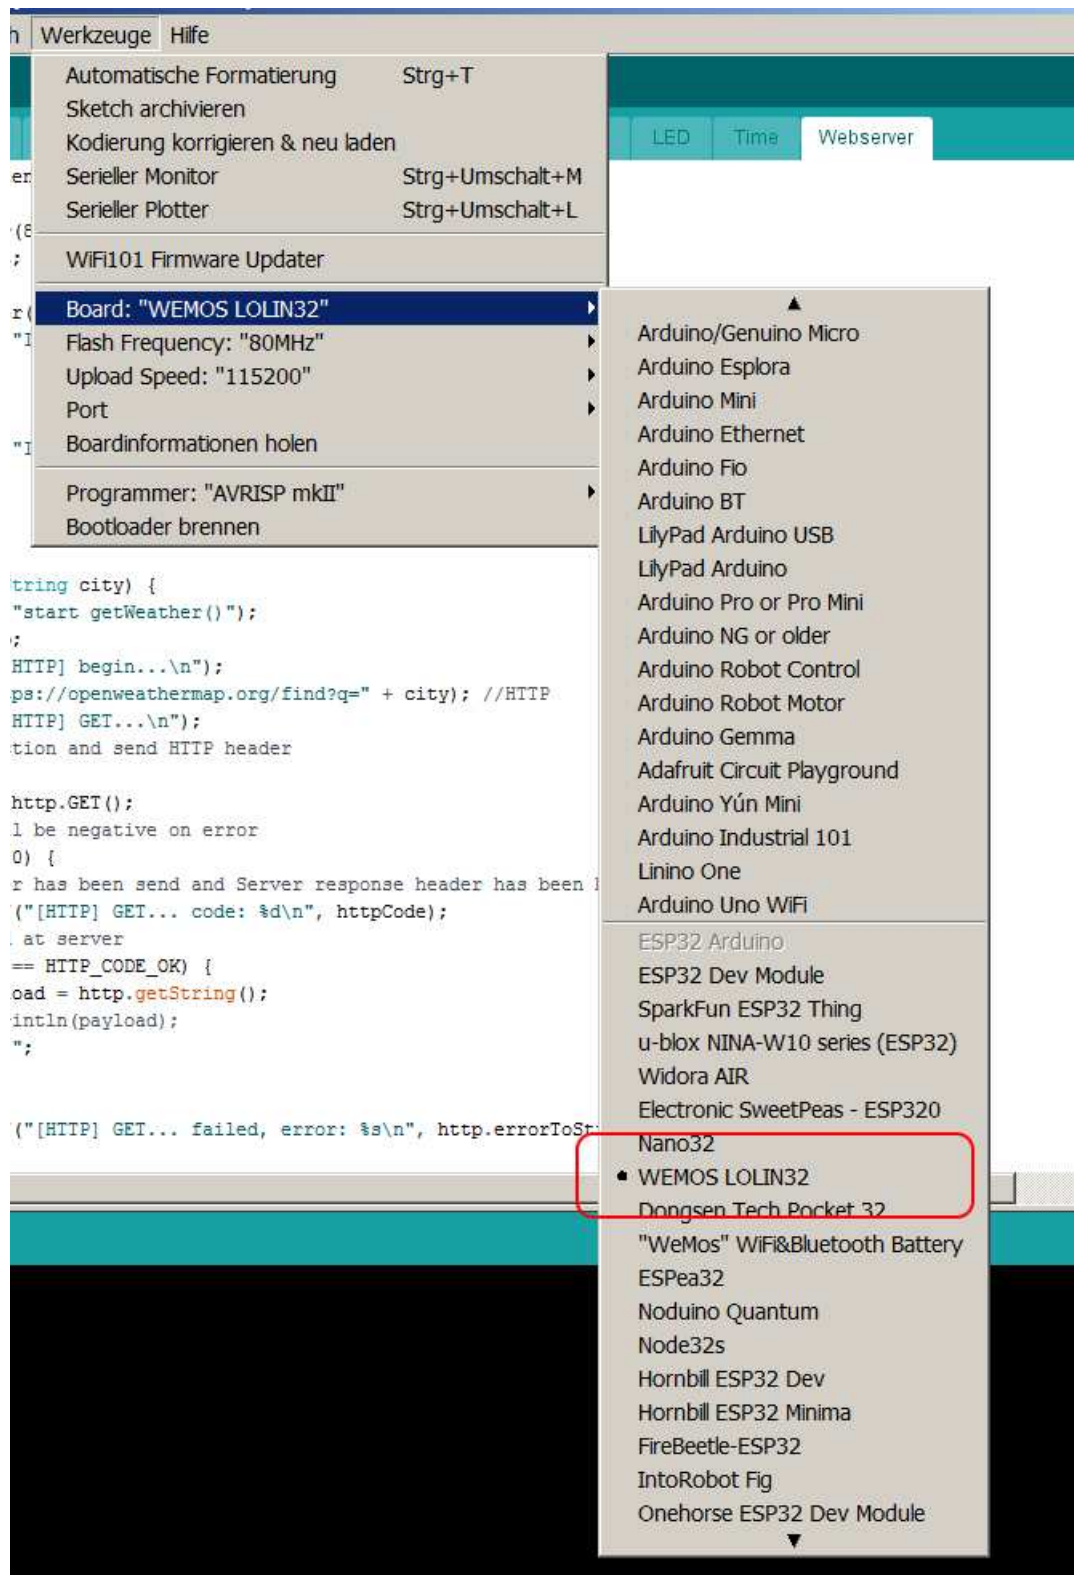 h Werkzeuge Hilfe
Automatische Formatierung Strg+T
Sketch archivieren
Kodierung korrigieren & neu laden
Serieller Monitor Strg+Umschalt+M
Serieller Plotter Strg+Umschalt+L
WiFi101 Firmware Updater
Board: "WEMOS LOLIN32"
Flash Frequency: "80MHz"
Upload Speed: "115200"
Port
Boardinformationen holen
Programmer: "AVRISP mkII"
Bootloader brennen
LED Time Webserver
er
(8
;
r(
"I
"I
tring city) {
"start getWeather()");
;
HTTP] begin...\n");
ps://openweathermap.org/find?q=" + city); //HTTP
HTTP] GET...\n");
tion and send HTTP header
http.GET();
l be negative on error
0) {
r has been send and Server response header has been
("[HTTP] GET... code: %d\n", httpCode);
at server
== HTTP_CODE_OK) {
oad = http.getString();
intln(payload);
";
("[HTTP] GET... failed, error: %s\n", http.errorToSt
Arduino/Genuino Micro
Arduino Esplora
Arduino Mini
Arduino Ethernet
Arduino Fio
Arduino BT
LilyPad Arduino USB
LilyPad Arduino
Arduino Pro or Pro Mini
Arduino NG or older
Arduino Robot Control
Arduino Robot Motor
Arduino Gemma
Adafruit Circuit Playground
Arduino Yún Mini
Arduino Industrial 101
Linino One
Arduino Uno WiFi
ESP32 Arduino
ESP32 Dev Module
SparkFun ESP32 Thing
u-blox NINA-W10 series (ESP32)
Widora AIR
Electronic SweetPeas - ESP320
Nano32
WEMOS LOLIN32
Dongsen Tech Pocket 32
"WeMos" WiFi&Bluetooth Battery
ESPea32
Noduino Quantum
Node32s
Hornbill ESP32 Dev
Hornbill ESP32 Minima
FireBeetle-ESP32
IntoRobot Fig
Onehorse ESP32 Dev Module